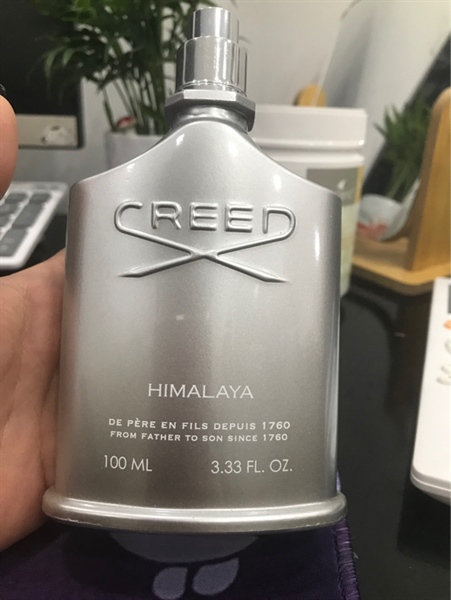 CREED
HIMALAYA
DE PÈRE EN FILS DEPUIS 1760
FROM FATHER TO SON SINCE 1760
100 ML 3.33 FL. OZ.